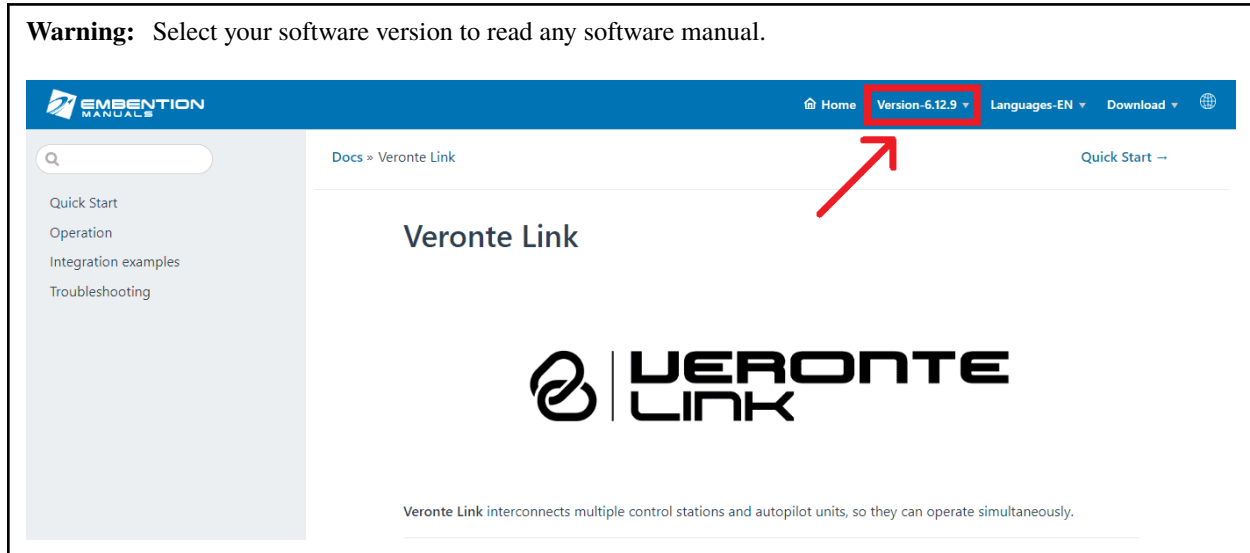 Warning: Select your software version to read any software manual.
EMBENTION
MANUALS
Home Version-6.12.9 Languages-EN Download
Docs » Veronte Link
Quick Start →
Quick Start
Operation
Integration examples
Troubleshooting
Veronte Link
VERONTE
LINK
Veronte Link interconnects multiple control stations and autopilot units, so they can operate simultaneously.